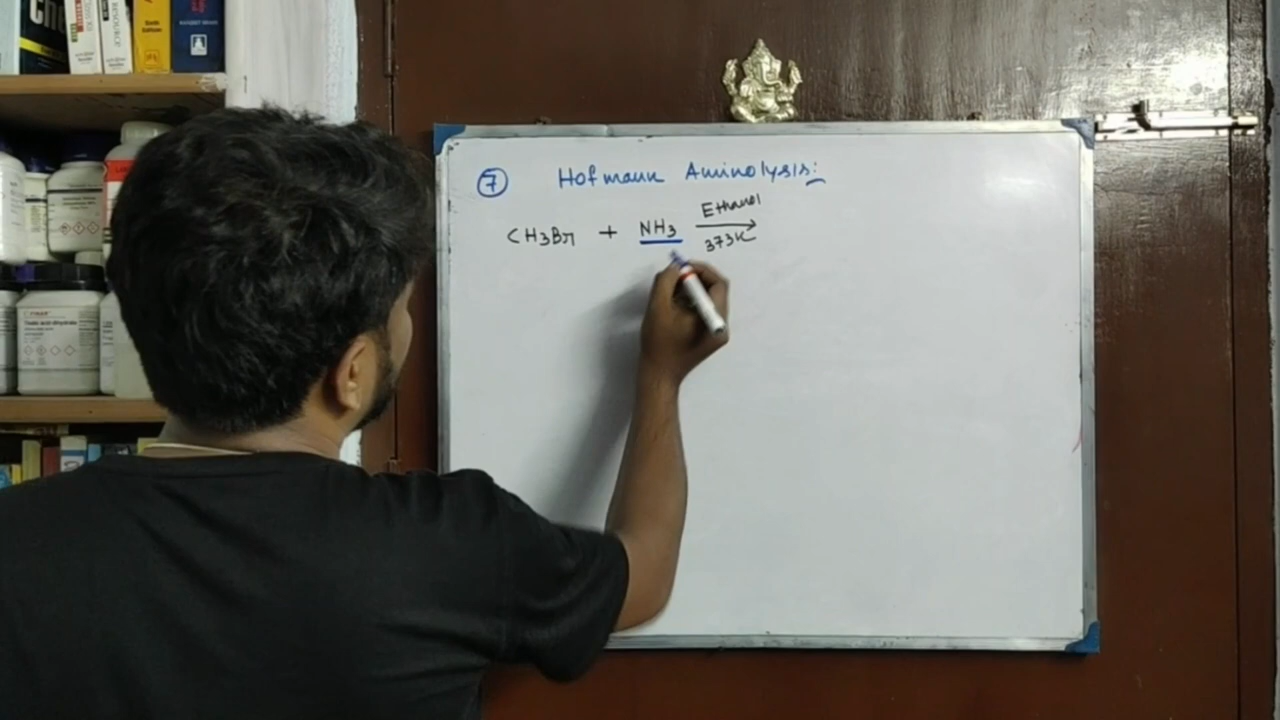 ⑦ Hofmann Aminolysis:
CH3Br + NH3 Ethanol
373K